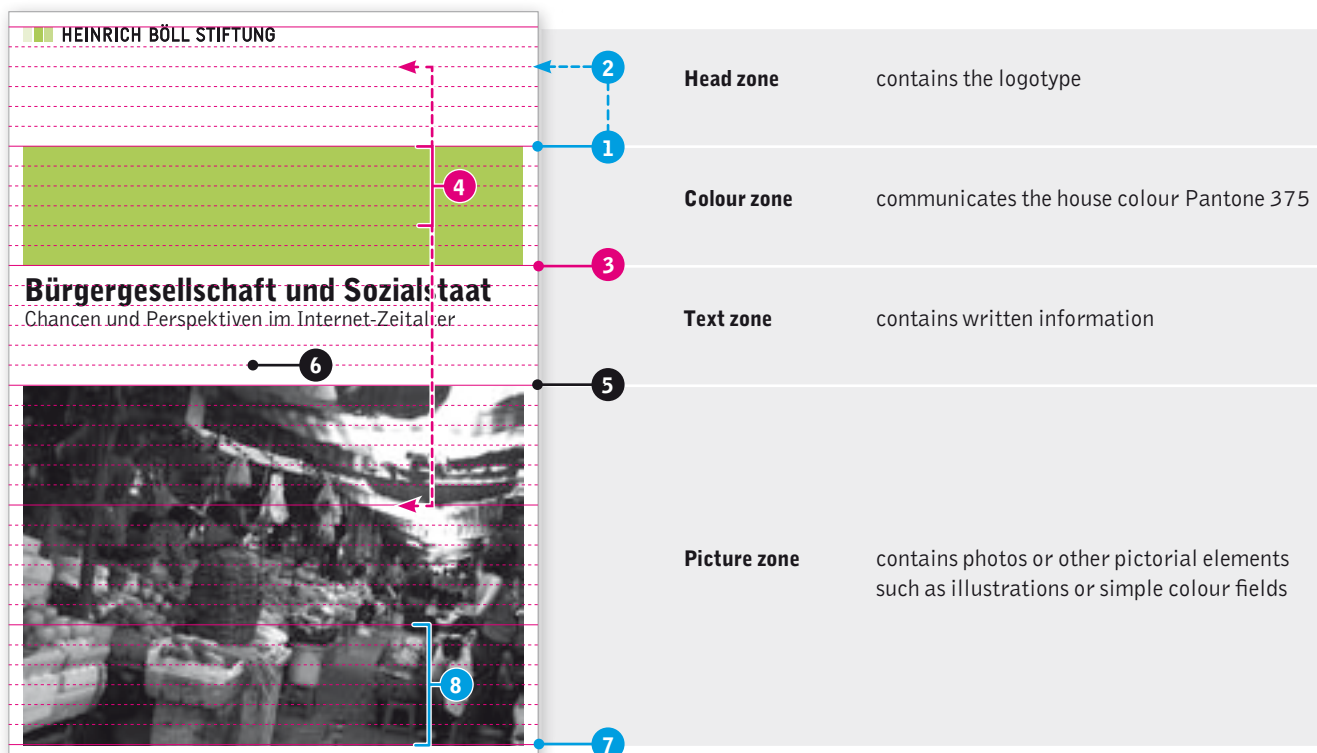 HEINRICH BÖLL STIFTUNG
2
Head zone contains the logotype
1
4
Colour zone communicates the house colour Pantone 375
3
Bürgergesellschaft und Sozialstaat
Chancen und Perspektiven im Internet-Zeitalter
Text zone contains written information
6
5
Picture zone contains photos or other pictorial elements
such as illustrations or simple colour fields
8
7